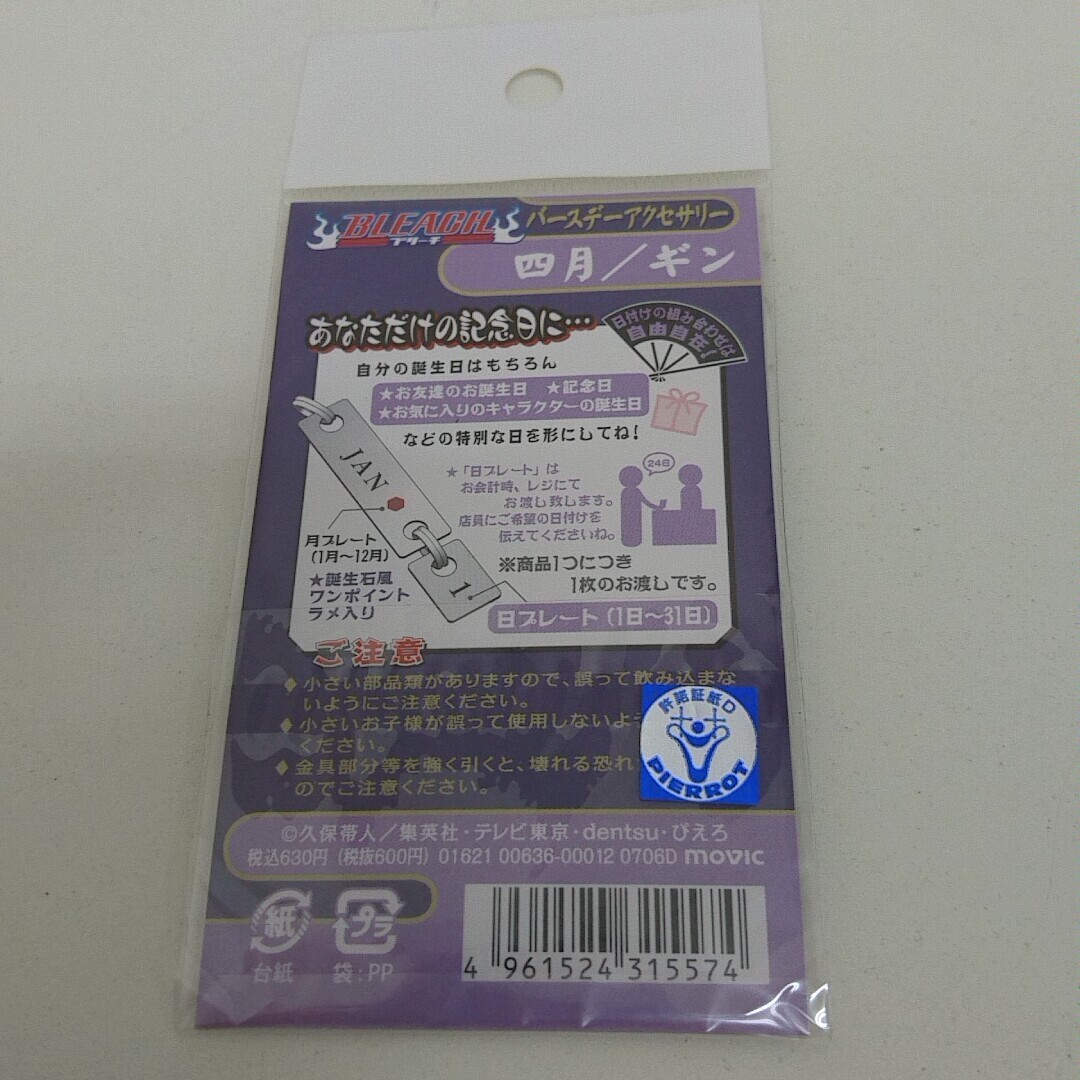 BLEACH
ブリーチ
バースデーアクセサリー
四月/ギン
あなただけの記念日に…
日付けの組み合わせは
自由自在!
自分の誕生日はもちろん
★お友達のお誕生日 ★記念日
★お気に入りのキャラクターの誕生日
などの特別な日を形にしてね!
JAN
1
月プレート
(1月~12月)
★誕生石風
ワンポイント
ラメ入り
24日
★「日プレート」は
お会計時、レジにて
お渡し致します。
店員にご希望の日付けを
伝えてくださいね。
※商品1つにつき
1枚のお渡しです。
日プレート(1日~31日)
ご注意
◆小さい部品類がありますので、誤って飲み込まな
いようにご注意ください。
◆小さいお子様が誤って使用しないよ
ください。
◆金具部分等を強く引くと、壊れる恐れ
のでご注意ください。
許諾証紙D
PIERROT
©久保帯人/集英社・テレビ東京・dentsu・ぴえろ
税込630円(税抜600円) 01621 00636-00012 0706D movic
紙
プラ
台紙
袋:PP
4 961524 315574